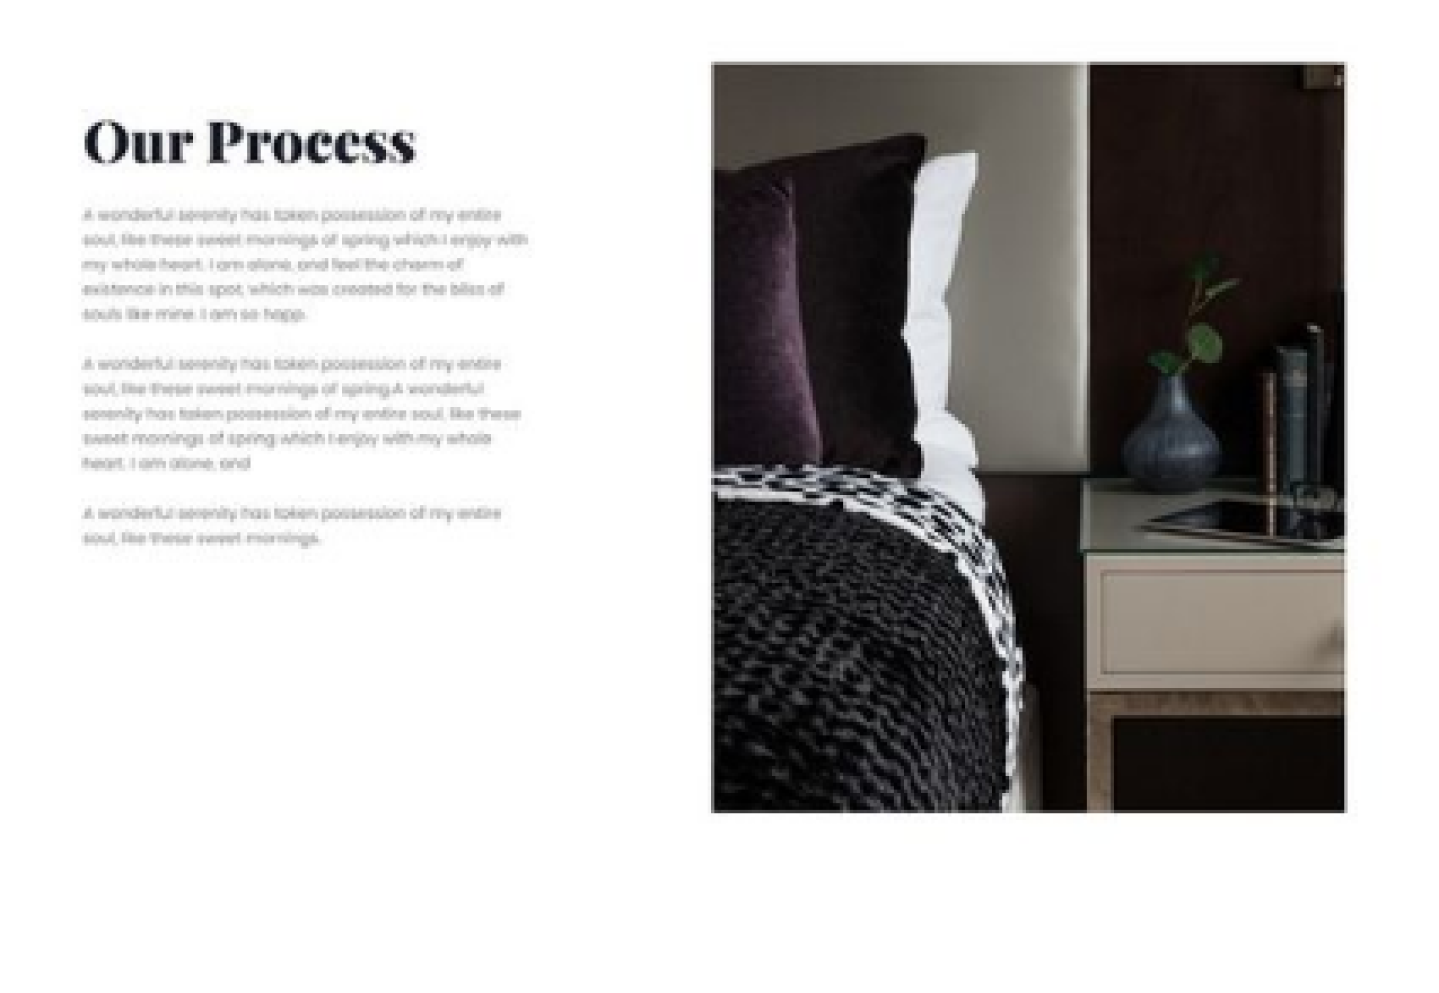 Our Process
A wonderful serenity has taken possession of my entire
soul, like these sweet mornings of spring which I enjoy with
my whole heart. I am alone, and feel the charm of
existence in this spot, which was created for the bliss of
souls like mine. I am so happ.
A wonderful serenity has taken possession of my entire
soul, like these sweet mornings of spring.A wonderful
serenity has taken possession of my entire soul, like these
sweet mornings of spring which I enjoy with my whole
heart. I am alone, and
A wonderful serenity has taken possession of my entire
soul, like these sweet mornings.